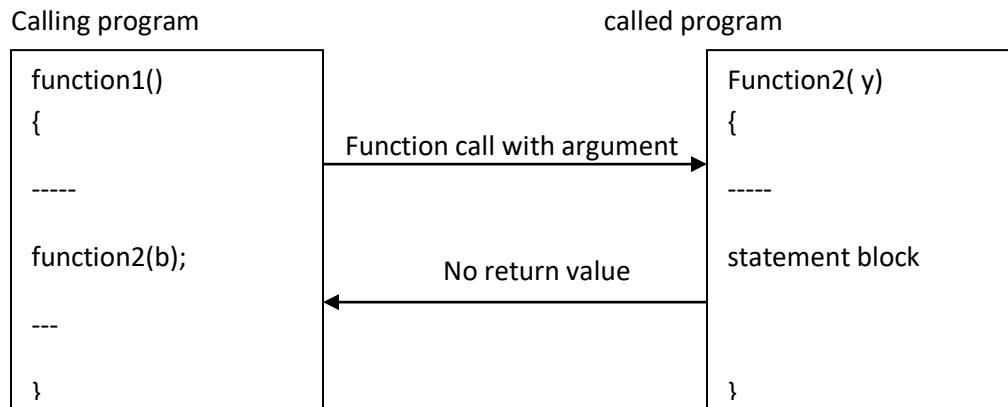 Calling program
called program
function1()
{
-----
function2(b);
---
}
Function call with argument
No return value
Function2( y)
{
-----
statement block
}